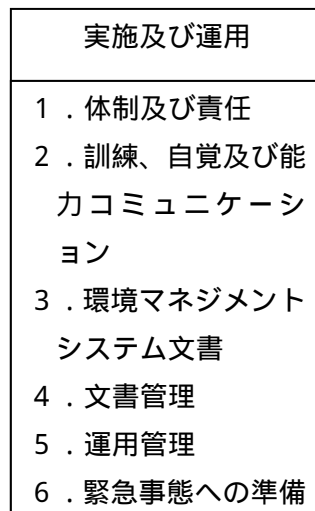 実施及び運用
1．体制及び責任
2．訓練、自覚及び能
力コミュニケーシ
ョン
3．環境マネジメント
システム文書
4．文書管理
5．運用管理
6．緊急事態への準備